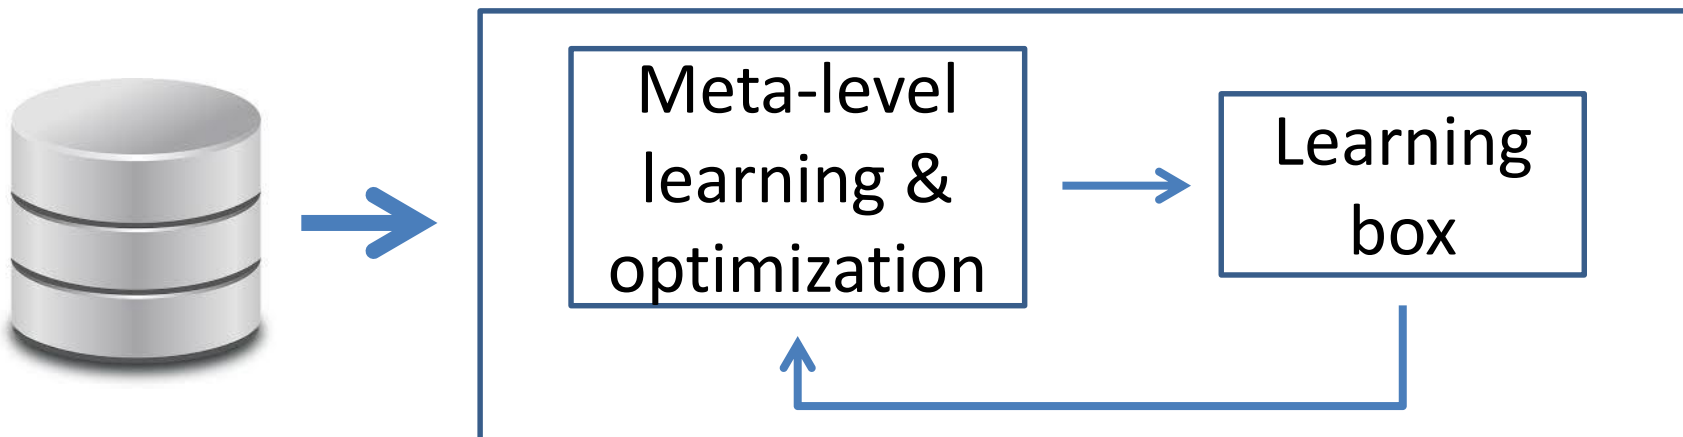 Meta-level
learning &
optimization
Learning
box